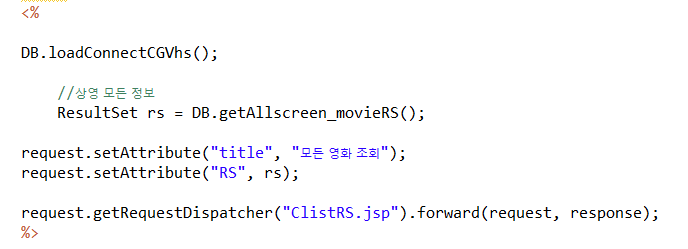 <%
DB.loadConnectCGVhs();
//상영 모든 정보
ResultSet rs = DB.getAllscreen_movieRS();
request.setAttribute("title", "모든 영화 조회");
request.setAttribute("RS", rs);
request.getRequestDispatcher("ClistRS.jsp").forward(request, response);
%>